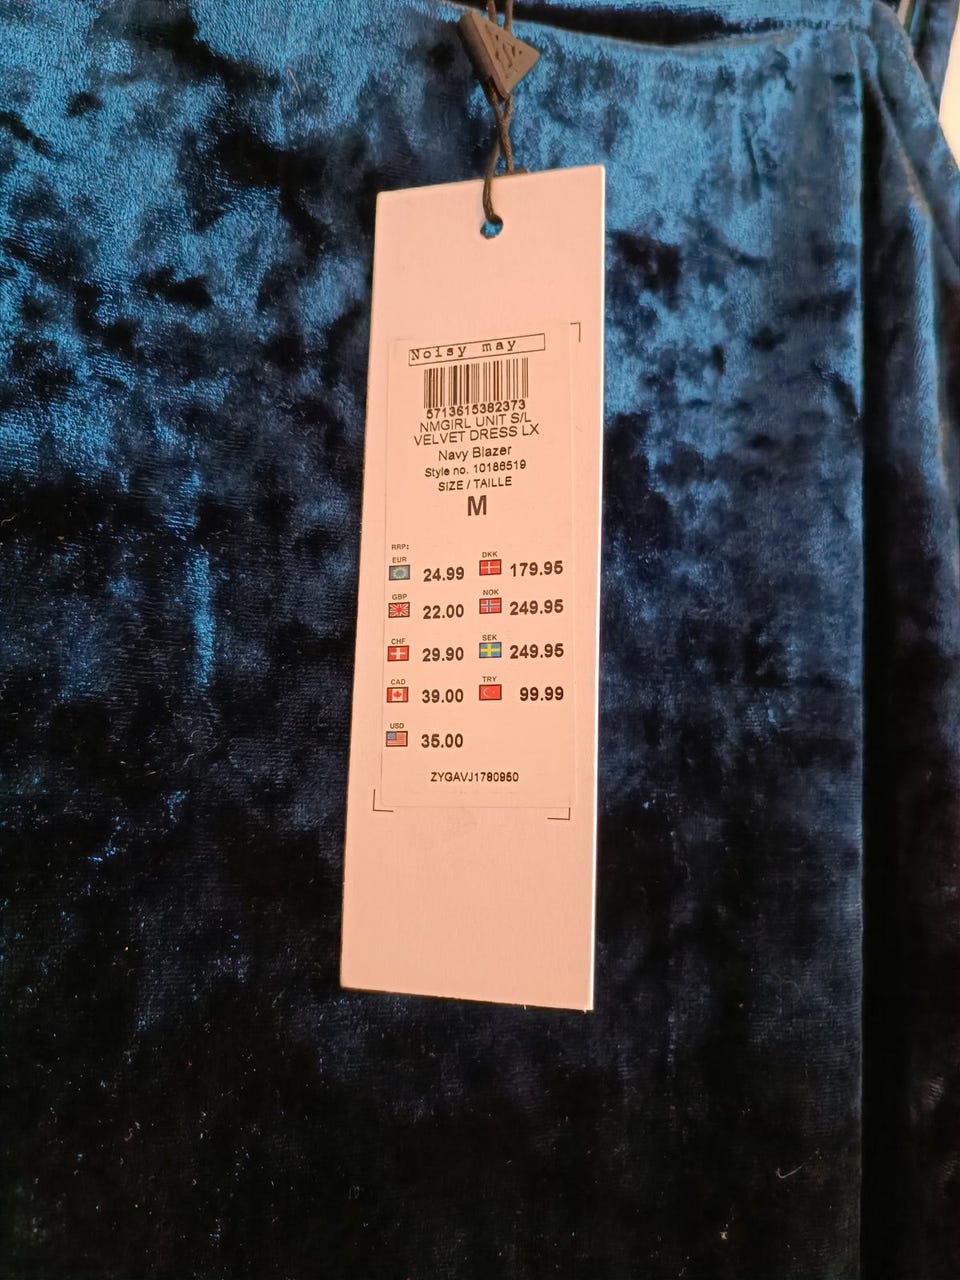 Noisy may
5713615382373
NMGIRL UNIT S/L
VELVET DRESS LX
Navy Blazer
Style no. 10186519
SIZE / TAILLE
M
RRP:
EUR 24.99 DKK 179.95
GBP 22.00 NOK 249.95
CHF 29.90 SEK 249.95
CAD 39.00 TRY 99.99
USD 35.00
ZYGAVJ1780950